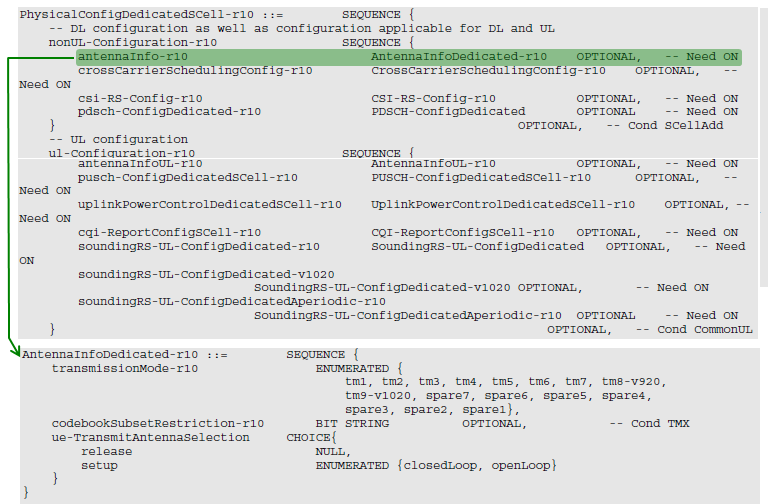 PhysicalConfigDedicatedSCell-r10 ::= SEQUENCE {
-- DL configuration as well as configuration applicable for DL and UL
nonUL-Configuration-r10 SEQUENCE {
antennaInfo-r10 AntennaInfoDedicated-r10 OPTIONAL, -- Need ON
crossCarrierSchedulingConfig-r10 CrossCarrierSchedulingConfig-r10 OPTIONAL, --
Need ON
csi-RS-Config-r10 CSI-RS-Config-r10 OPTIONAL, -- Need ON
pdsch-ConfigDedicated-r10 PDSCH-ConfigDedicated OPTIONAL -- Need ON
} OPTIONAL, -- Cond SCellAdd
-- UL configuration
ul-Configuration-r10 SEQUENCE {
antennaInfoUL-r10 AntennaInfoUL-r10 OPTIONAL, -- Need ON
pusch-ConfigDedicatedSCell-r10 PUSCH-ConfigDedicatedSCell-r10 OPTIONAL, --
Need ON
uplinkPowerControlDedicatedSCell-r10 UplinkPowerControlDedicatedSCell-r10 OPTIONAL, --
Need ON
cqi-ReportConfigSCell-r10 CQI-ReportConfigSCell-r10 OPTIONAL, -- Need ON
soundingRS-UL-ConfigDedicated-r10 SoundingRS-UL-ConfigDedicated OPTIONAL, -- Need
ON
soundingRS-UL-ConfigDedicated-v1020
SoundingRS-UL-ConfigDedicated-v1020 OPTIONAL, -- Need ON
soundingRS-UL-ConfigDedicatedAperiodic-r10
SoundingRS-UL-ConfigDedicatedAperiodic-r10 OPTIONAL -- Need ON
} OPTIONAL, -- Cond CommonUL
AntennaInfoDedicated-r10 ::= SEQUENCE {
transmissionMode-r10 ENUMERATED {
tm1, tm2, tm3, tm4, tm5, tm6, tm7, tm8-v920,
tm9-v1020, spare7, spare6, spare5, spare4,
spare3, spare2, spare1},
codebookSubsetRestriction-r10 BIT STRING OPTIONAL, -- Cond TMX
ue-TransmitAntennaSelection CHOICE{
release NULL,
setup ENUMERATED {closedLoop, openLoop}
}
}